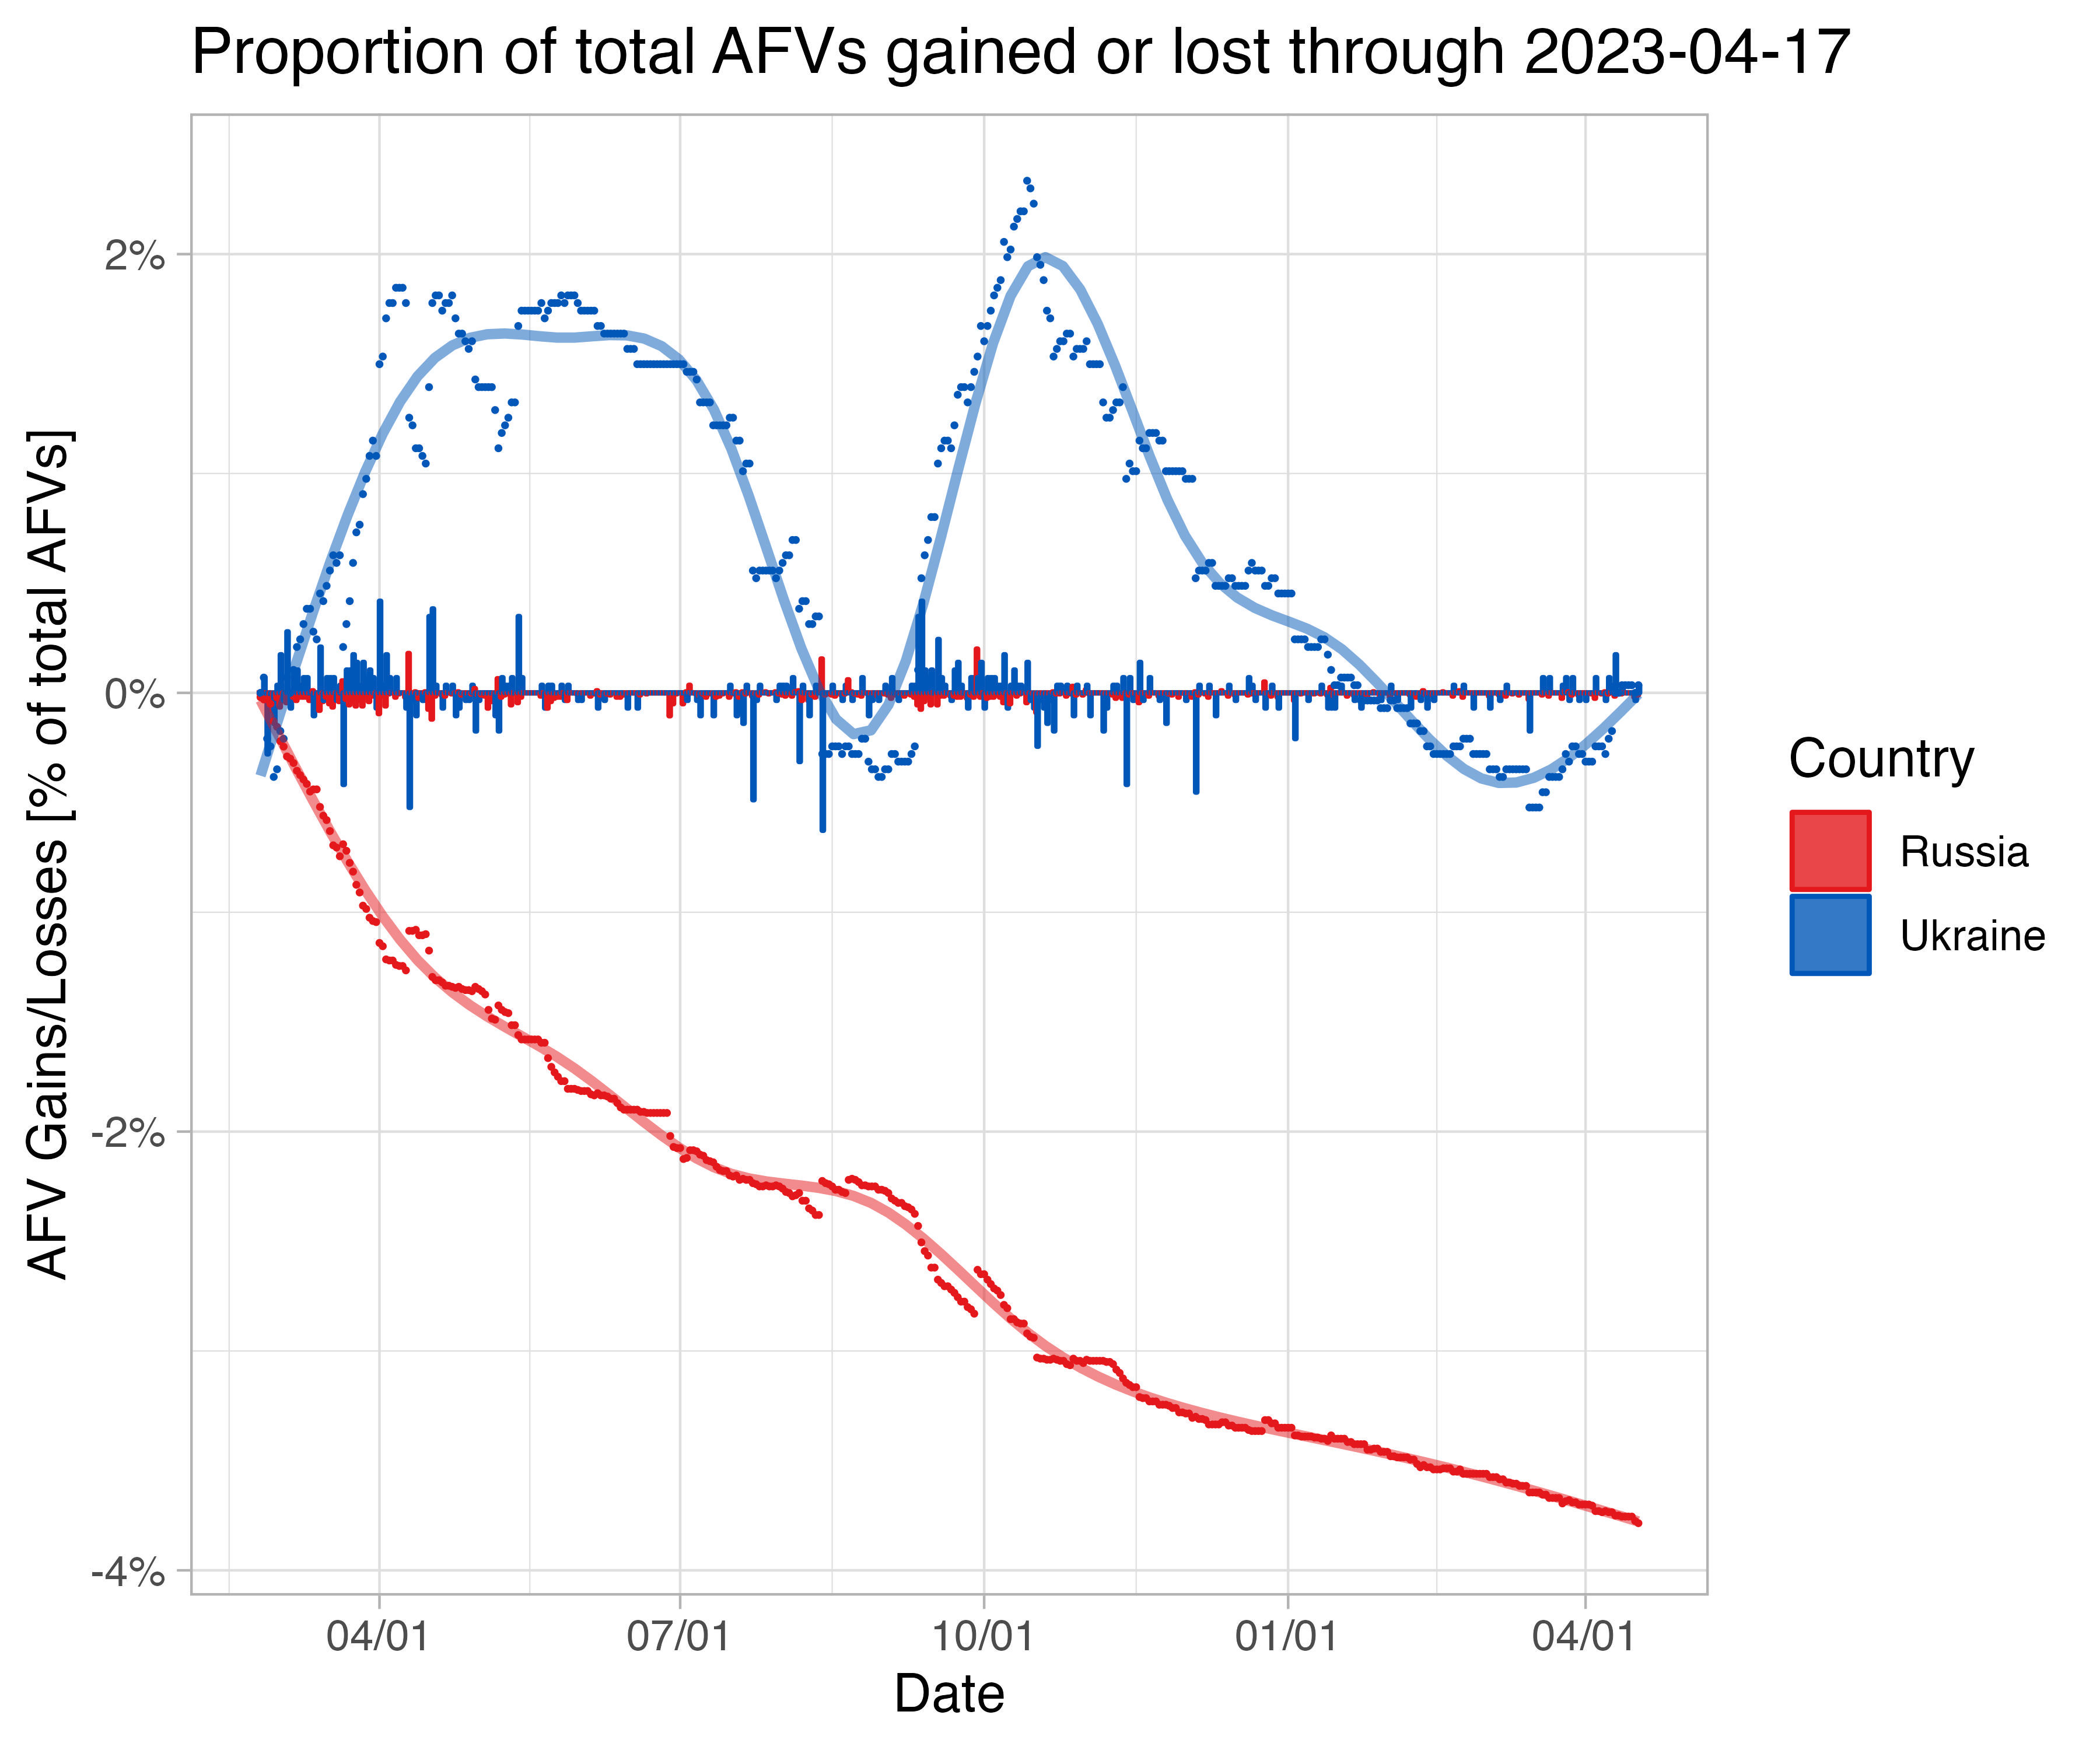 Proportion of total AFVs gained or lost through 2023-04-17
AFV Gains/Losses [% of total AFVs]
2%
0%
-2%
-4%
04/01
07/01
10/01
01/01
04/01
Date
Country
Russia
Ukraine